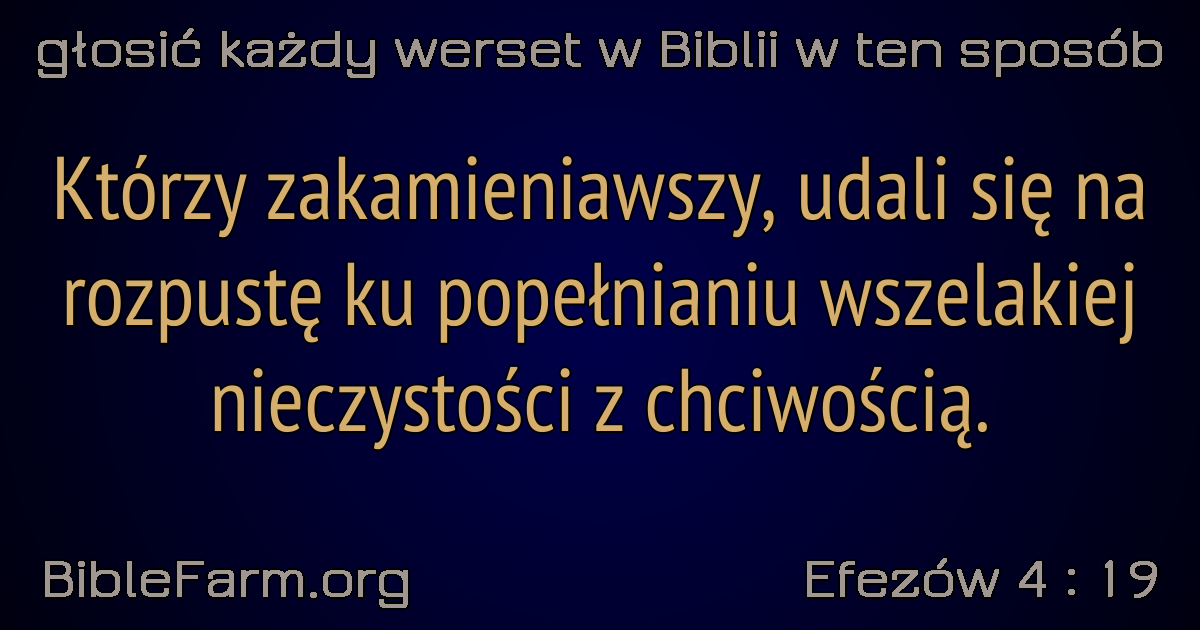 głosić każdy werset w Biblii w ten sposób
Którzy zakamieniawszy, udali się na
rozpustę ku popełnianiu wszelakiej
nieczystości z chciwością.
BibleFarm.org
Efezów 4 : 19